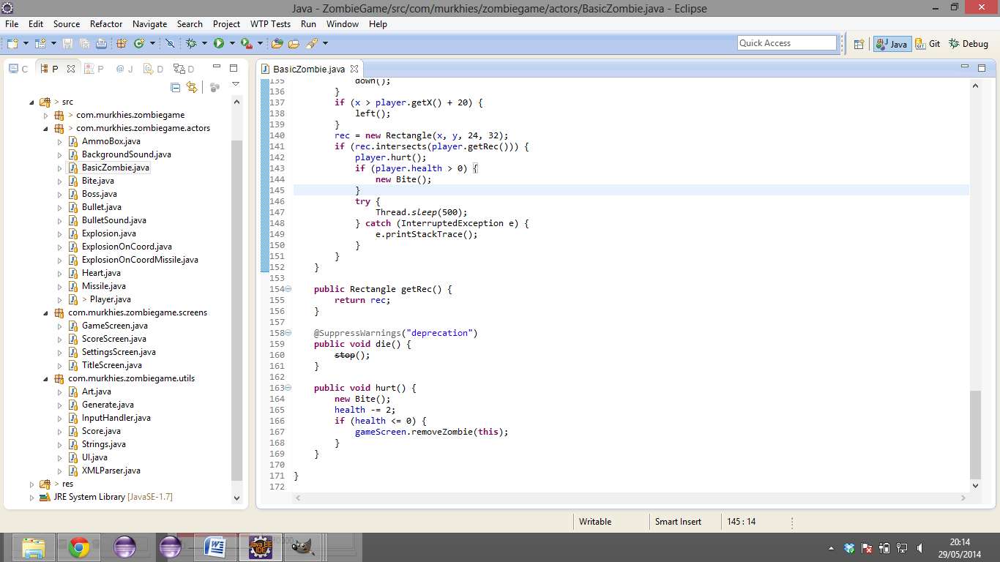 Java - ZombieGame/src/com/murkhies/zombiegame/actors/BasicZombie.java - Eclipse
File Edit Source Refactor Navigate Search Project WTP Tests Run Window Help
Quick Access
Java
Git
Debug
C P P J D D
> src
> com.murkhies.zombiegame
> com.murkhies.zombiegame.actors
AmmoBox.java
BackgroundSound.java
BasicZombie.java
Bite.java
Boss.java
Bullet.java
BulletSound.java
Explosion.java
ExplosionOnCoord.java
ExplosionOnCoordMissile.java
Heart.java
Missile.java
> Player.java
com.murkhies.zombiegame.screens
GameScreen.java
ScoreScreen.java
SettingsScreen.java
TitleScreen.java
com.murkhies.zombiegame.utils
Art.java
Generate.java
InputHandler.java
Score.java
Strings.java
UI.java
XMLParser.java
> res
JRE System Library [JavaSE-1.7]
BasicZombie.java
135 down();
136 }
137 if (x > player.getX() + 20) {
138 left();
139 }
140 rec = new Rectangle(x, y, 24, 32);
141 if (rec.intersects(player.getRec())) {
142 player.hurt();
143 if (player.health > 0) {
144 new Bite();
145 }
146 try {
147 Thread.sleep(500);
148 } catch (InterruptedException e) {
149 e.printStackTrace();
150 }
151 }
152 }
153
154 public Rectangle getRec() {
155 return rec;
156 }
157
158 @SuppressWarnings("deprecation")
159 public void die() {
160 stop();
161 }
162
163 public void hurt() {
164 new Bite();
165 health -= 2;
166 if (health <= 0) {
167 gameScreen.removeZombie(this);
168 }
169 }
170
171 }
172
Writable
Smart Insert
145 : 14
Java EE
IDE
20:14
29/05/2014